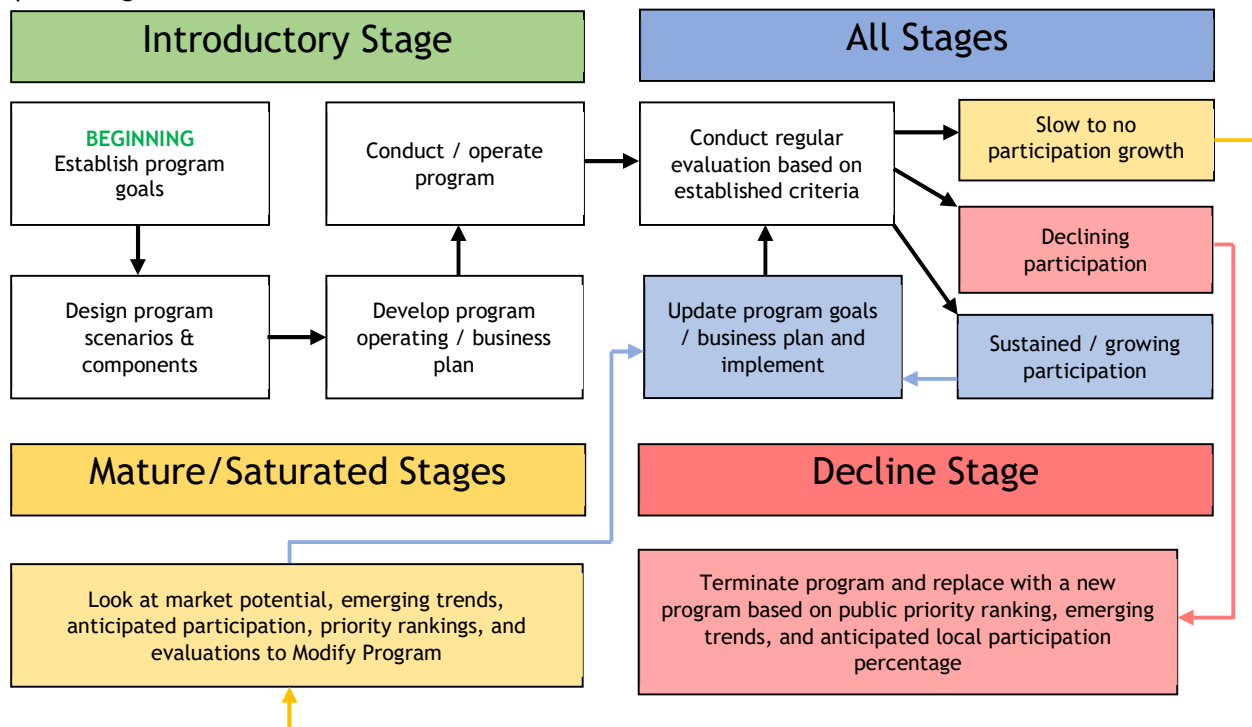 Introductory Stage
All Stages
BEGINNING
Establish program
goals
Conduct / operate
program
Conduct regular
evaluation based on
established criteria
Slow to no
participation growth
Declining
participation
Design program
scenarios &
components
Develop program
operating / business
plan
Update program goals
/ business plan and
implement
Sustained / growing
participation
Mature/Saturated Stages
Decline Stage
Look at market potential, emerging trends,
anticipated participation, priority rankings, and
evaluations to Modify Program
Terminate program and replace with a new
program based on public priority ranking, emerging
trends, and anticipated local participation
percentage